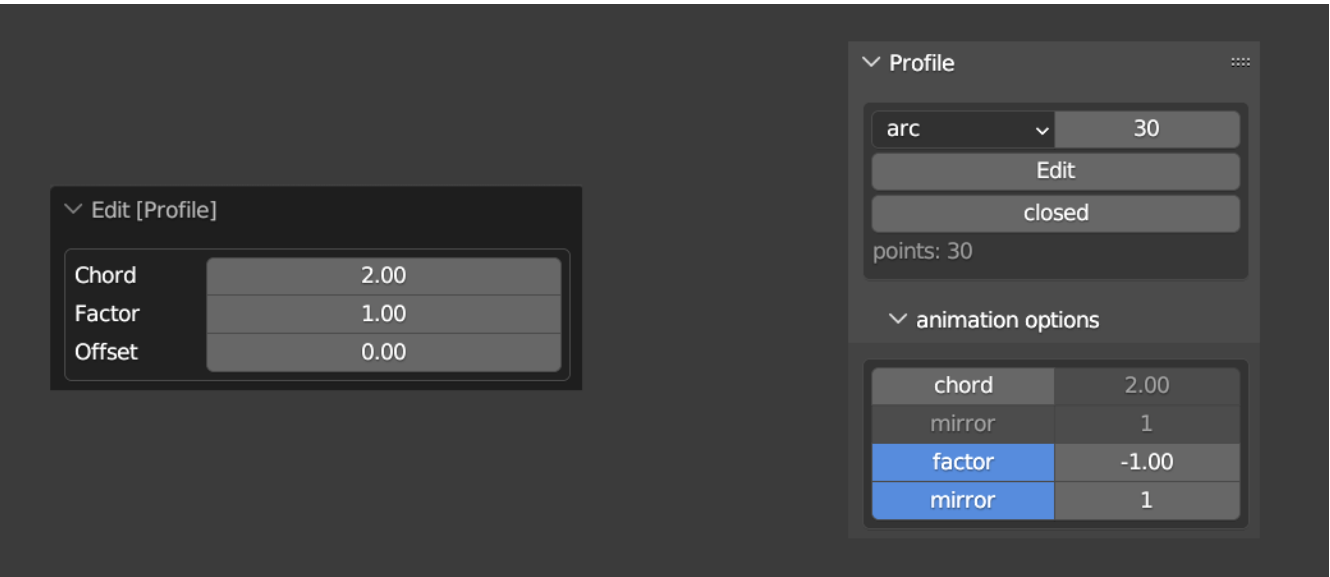 Edit [Profile]
Chord 2.00
Factor 1.00
Offset 0.00
Profile
arc 30
Edit
closed
points: 30
animation options
chord 2.00
mirror 1
factor -1.00
mirror 1